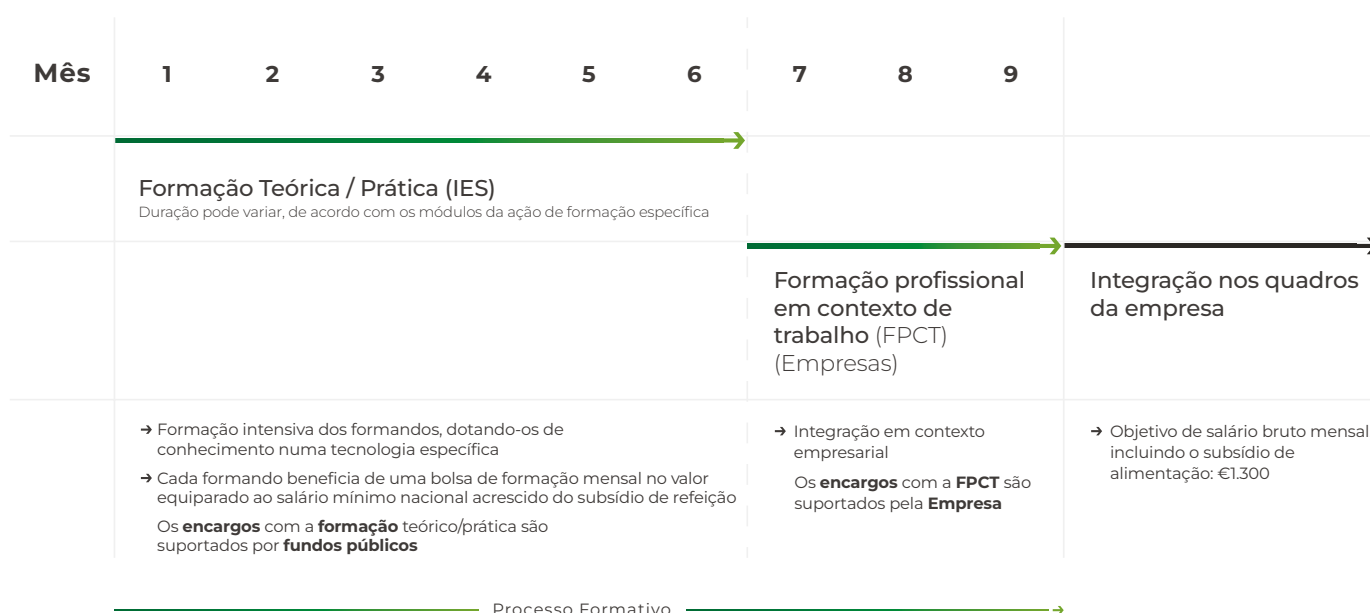 Mês 1 2 3 4 5 6 7 8 9
Formação Teórica / Prática (IES)
Duração pode variar, de acordo com os módulos da ação de formação específica
Formação profissional
em contexto de
trabalho (FPCT)
(Empresas)
Integração nos quadros
da empresa
→ Formação intensiva dos formandos, dotando-os de
conhecimento numa tecnologia específica
→ Cada formando beneficia de uma bolsa de formação mensal no valor
equiparado ao salário mínimo nacional acrescido do subsídio de refeição
Os encargos com a formação teórico/prática são
suportados por fundos públicos
→ Integração em contexto
empresarial
Os encargos com a FPCT são
suportados pela Empresa
→ Objetivo de salário bruto mensal
incluindo o subsídio de
alimentação: €1.300
Processo Formativo